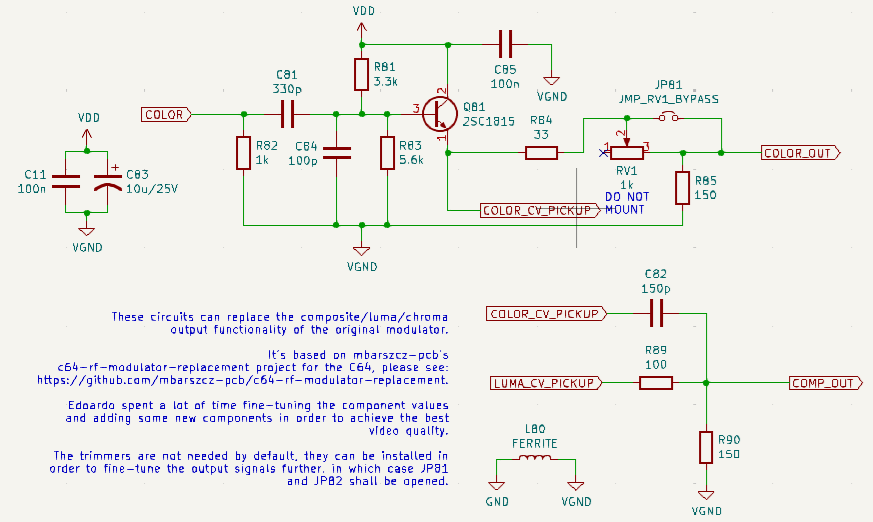 VDD
R81
3.3k
C85
100n
VGND
C81
330p
COLOR
3
2
1
Q81
2SC1815
R84
33
JP81
JMP_RV1_BYPASS
2
1
3
RV1
1k
DO NOT
MOUNT
COLOR_OUT
R85
150
VDD
C11
100n
C83
10u/25V
+
VGND
R82
1k
C84
100p
R83
5.6k
COLOR_CV_PICKUP
VGND
These circuits can replace the composite/luma/chroma
output functionality of the original modulator.
It's based on mbarszcz-pcb's
c64-rf-modulator-replacement project for the C64, please see:
https://github.com/mbarszcz-pcb/c64-rf-modulator-replacement.
Edoardo spent a lot of time fine-tuning the component values
and adding some new components in order to achieve the best
video quality.
The trimmers are not needed by default, they can be installed in
order to fine-tune the output signals further, in which case JP81
and JP82 shall be opened.
C82
150p
COLOR_CV_PICKUP
R89
100
LUMA_CV_PICKUP
COMP_OUT
L80
FERRITE
GND
VGND
R90
150
VGND